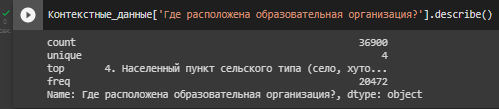 Контекстные_данные['Где расположена образовательная организация?'].describe()
count 36900
unique 4
top 4. Населенный пункт сельского типа (село, хуто...
freq 20472
Name: Где расположена образовательная организация?, dtype: object